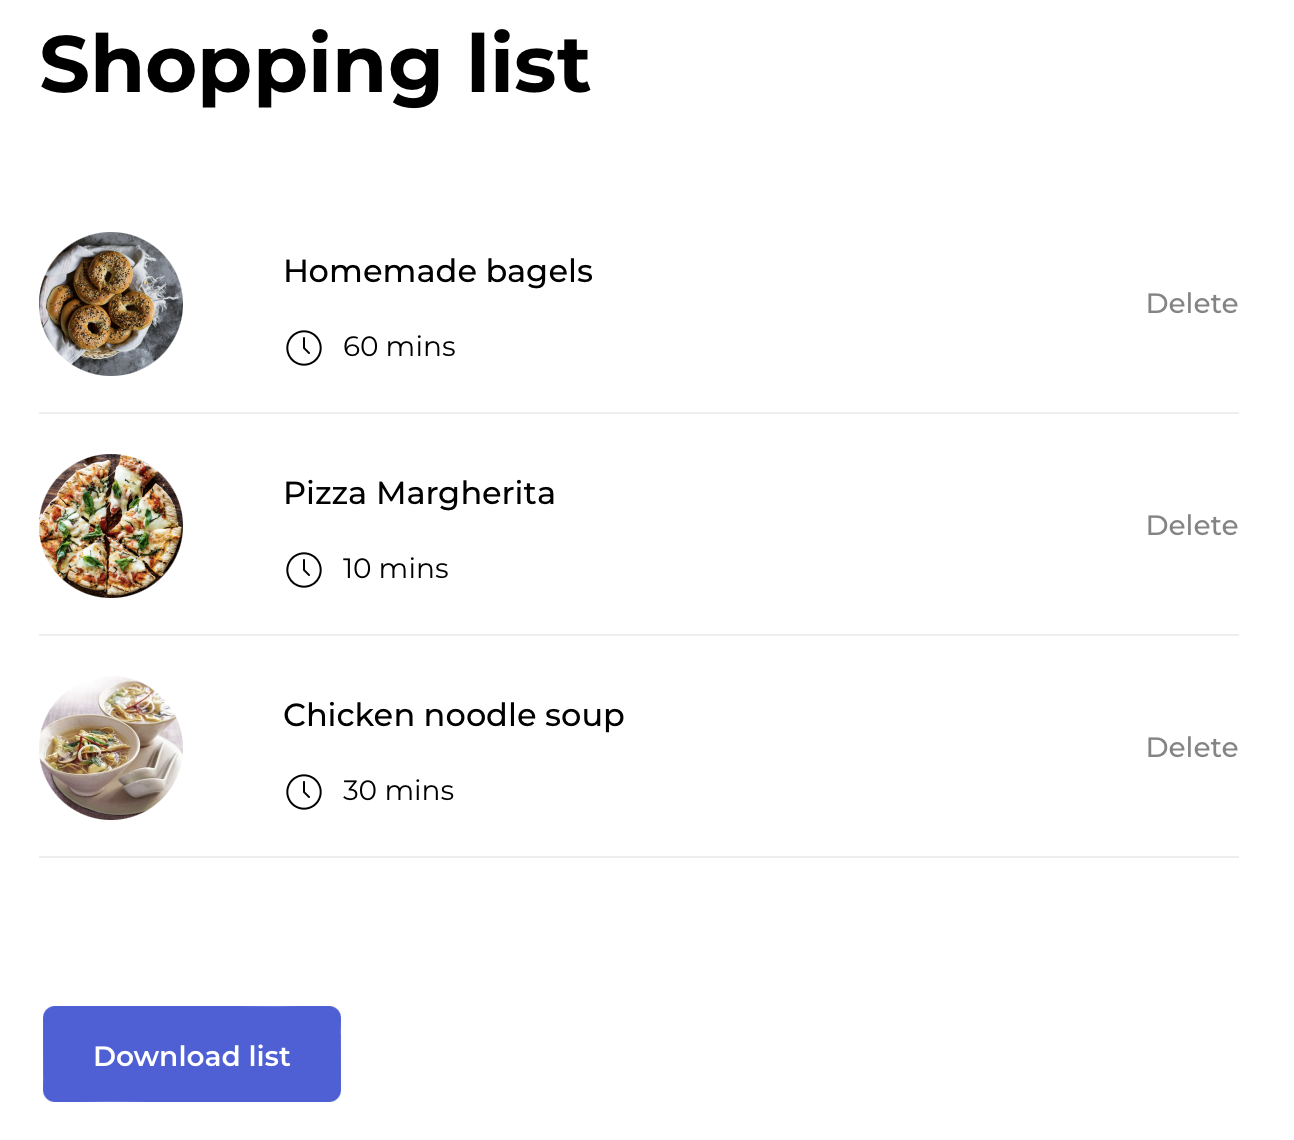 Shopping list
Homemade bagels
Delete
60 mins
Pizza Margherita
Delete
10 mins
Chicken noodle soup
Delete
30 mins
Download list